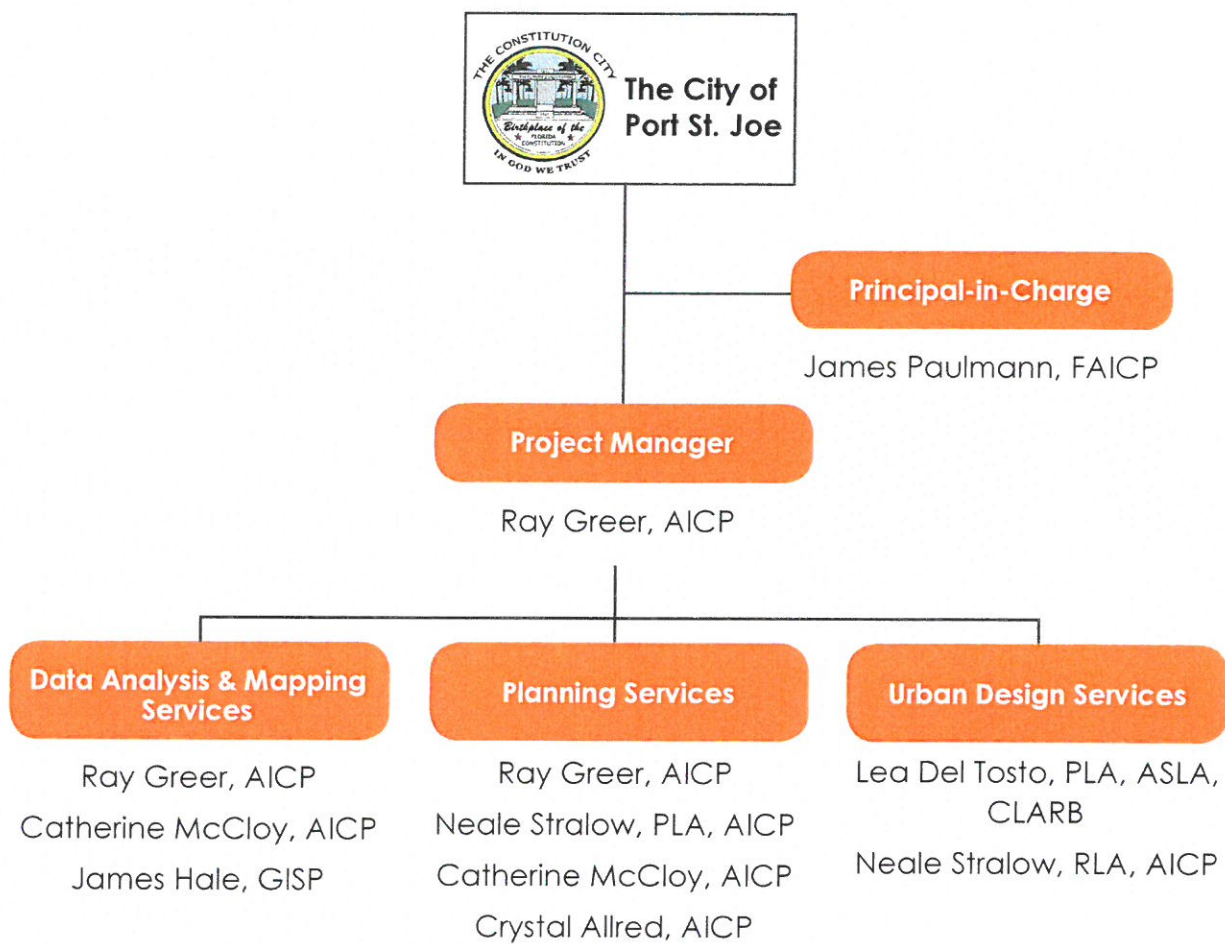 THE CONSTITUTION CITY
Birthplace of the
FLORIDA
CONSTITUTION
IN GOD WE TRUST
The City of
Port St. Joe
Principal-in-Charge
James Paulmann, FAICP
Project Manager
Ray Greer, AICP
Data Analysis & Mapping
Services
Ray Greer, AICP
Catherine McCloy, AICP
James Hale, GISP
Planning Services
Ray Greer, AICP
Neale Stralow, PLA, AICP
Catherine McCloy, AICP
Crystal Allred, AICP
Urban Design Services
Lea Del Tosto, PLA, ASLA,
CLARB
Neale Stralow, RLA, AICP